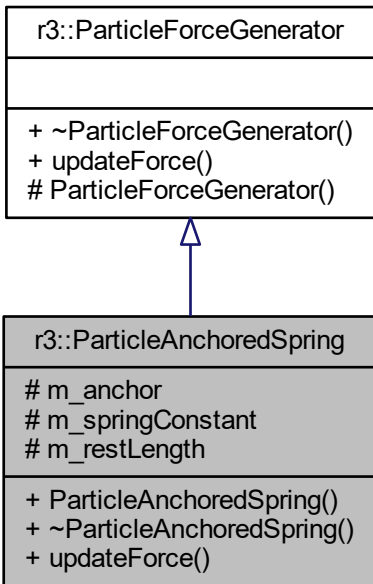 r3::ParticleForceGenerator
+ ~ParticleForceGenerator()
+ updateForce()
# ParticleForceGenerator()
r3::ParticleAnchoredSpring
# m_anchor
# m_springConstant
# m_restLength
+ ParticleAnchoredSpring()
+ ~ParticleAnchoredSpring()
+ updateForce()